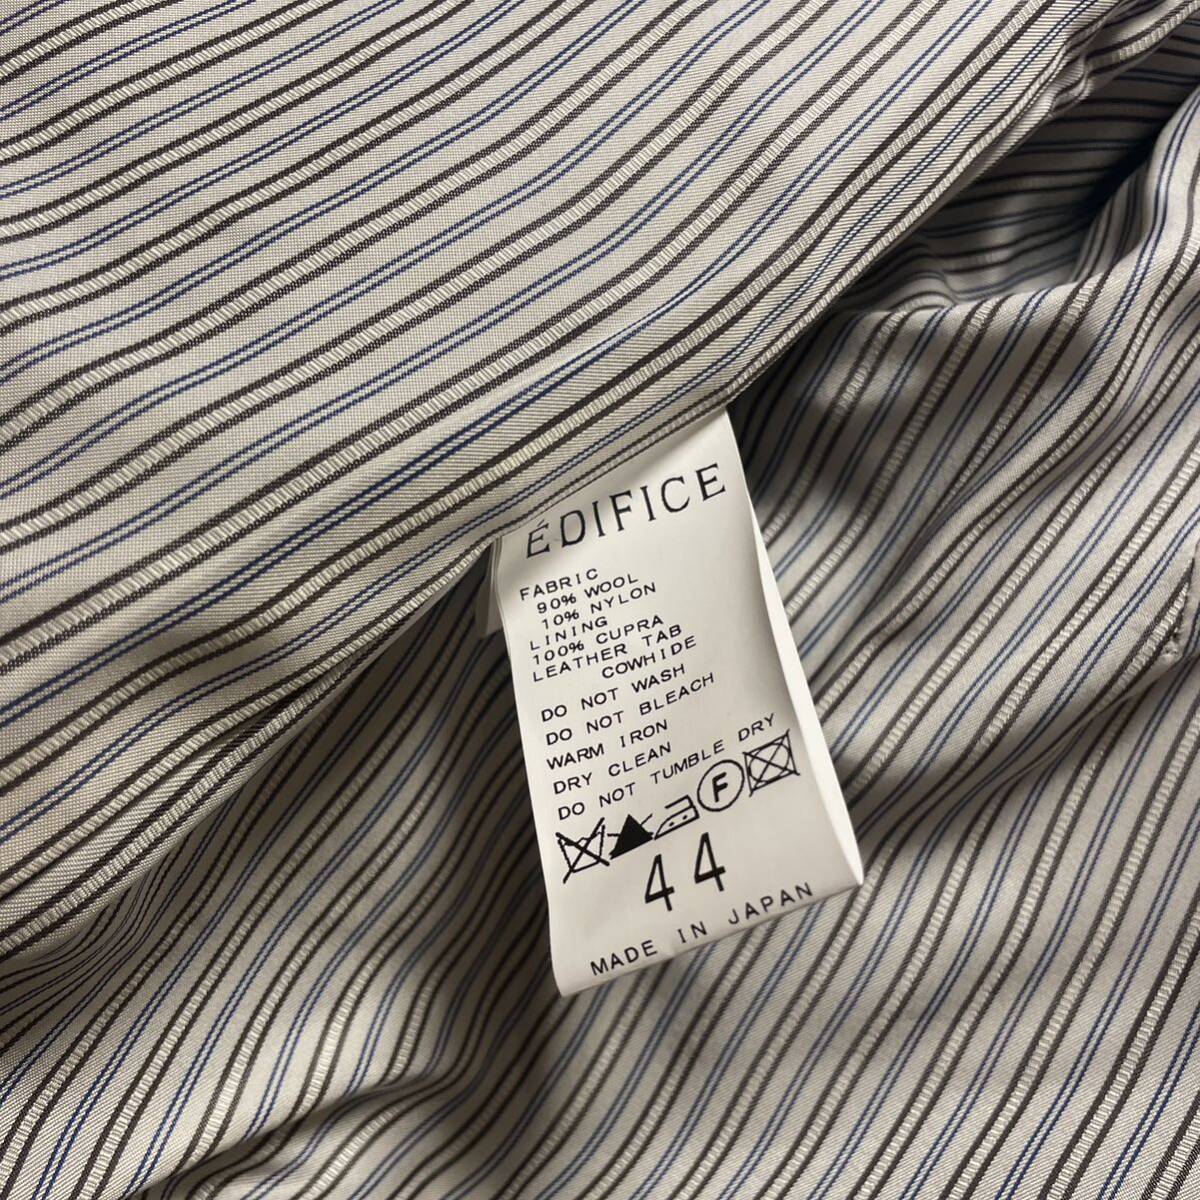 ÉDIFICE
FABRIC
90% WOOL
10% NYLON
LINING
100% CUPRA
LEATHER TAB
COWHIDE
DO NOT WASH
DO NOT BLEACH
WARM IRON
DRY CLEAN
DO NOT TUMBLE DRY
F
44
MADE IN JAPAN